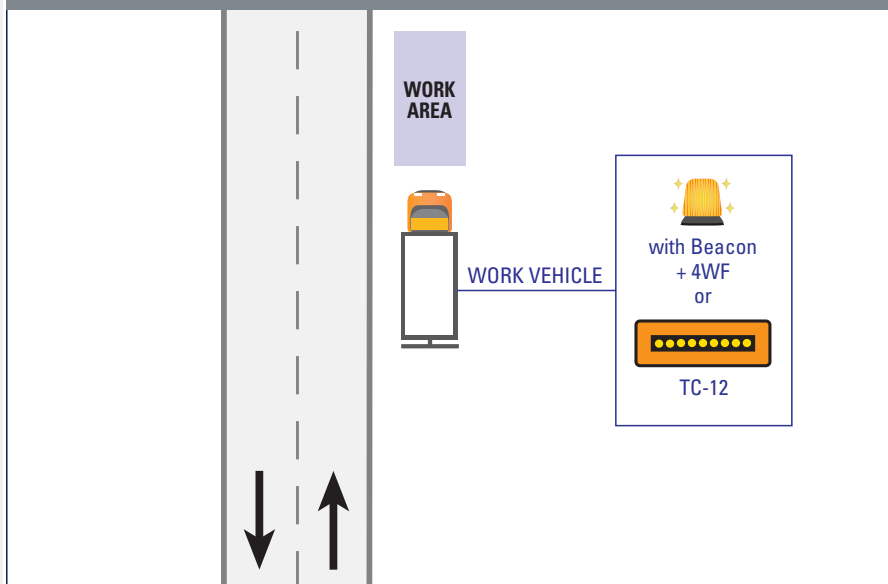 WORK
AREA
WORK VEHICLE
with Beacon
+ 4WF
or
TC-12